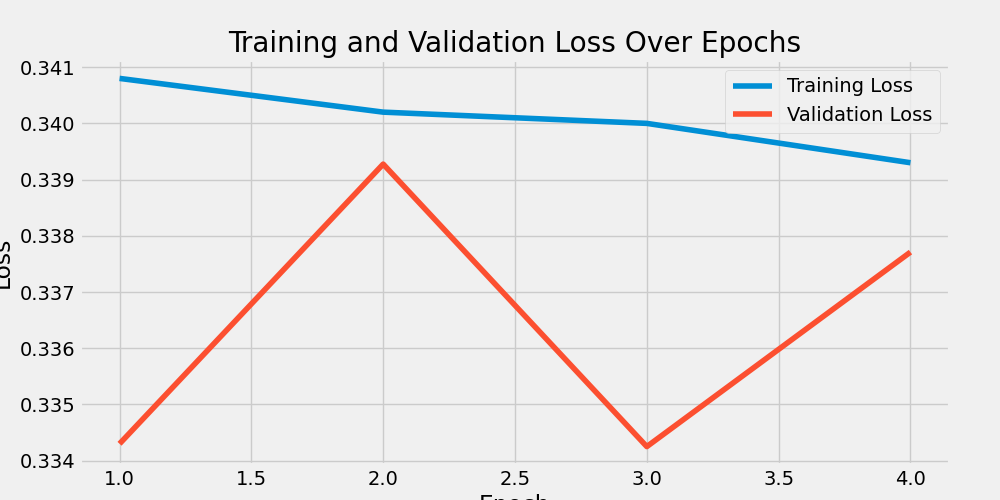 Training and Validation Loss Over Epochs
Training Loss
Validation Loss
0.341
0.340
0.339
0.338
0.337
0.336
0.335
0.334
Loss
1.0 1.5 2.0 2.5 3.0 3.5 4.0
Epoch